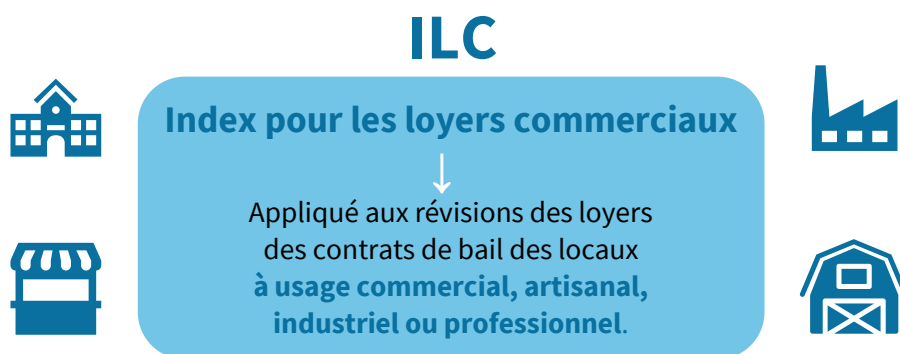 ILC
Index pour les loyers commerciaux
↓
Appliqué aux révisions des loyers
des contrats de bail des locaux
à usage commercial, artisanal,
industriel ou professionnel.